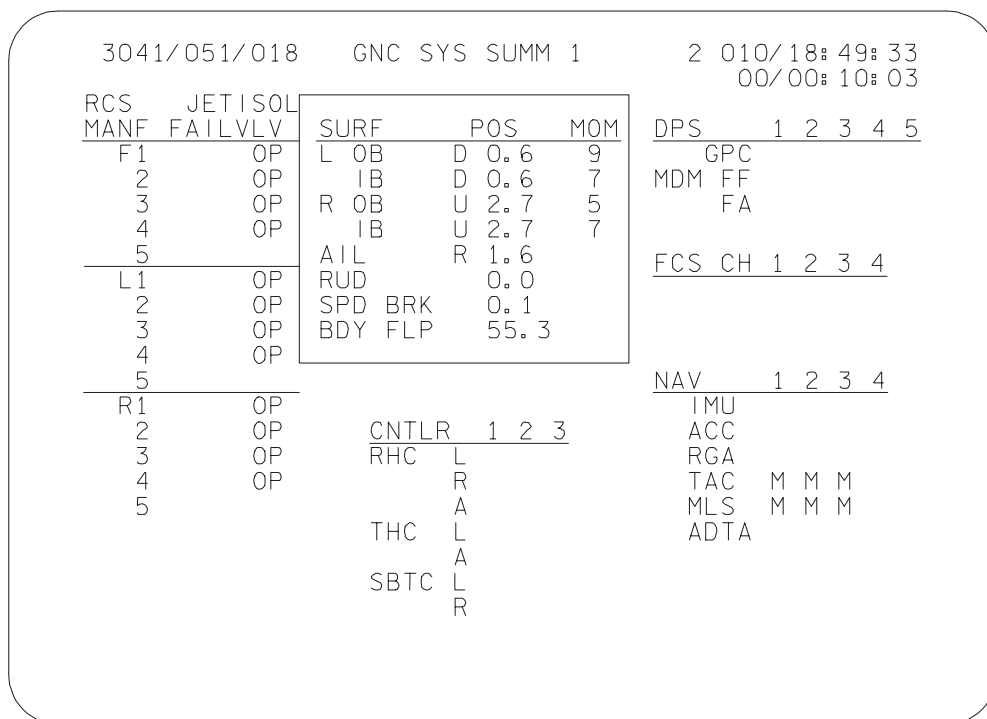 3041/051/018 GNC SYS SUMM 1 2 010/18:49:33
00/00:10:03
RCS JETISOL
MANF FAILVLV SURF POS MOM DPS 1 2 3 4 5
F1 OP L OB D 0.6 9 GPC
2 OP IB D 0.6 7 MDM FF
3 OP R OB U 2.7 5 FA
4 OP IB U 2.7 7
5 AIL R 1.6 FCS CH 1 2 3 4
L1 OP RUD 0.0
2 OP SPD BRK 0.1
3 OP BDY FLP 55.3
4 OP
5 NAV 1 2 3 4
R1 OP IMU
2 OP CNTLR 1 2 3 ACC
3 OP RHC L RGA
4 OP R TAC M M M
5 A MLS M M M
THC L ADTA
A
SBTC L
R